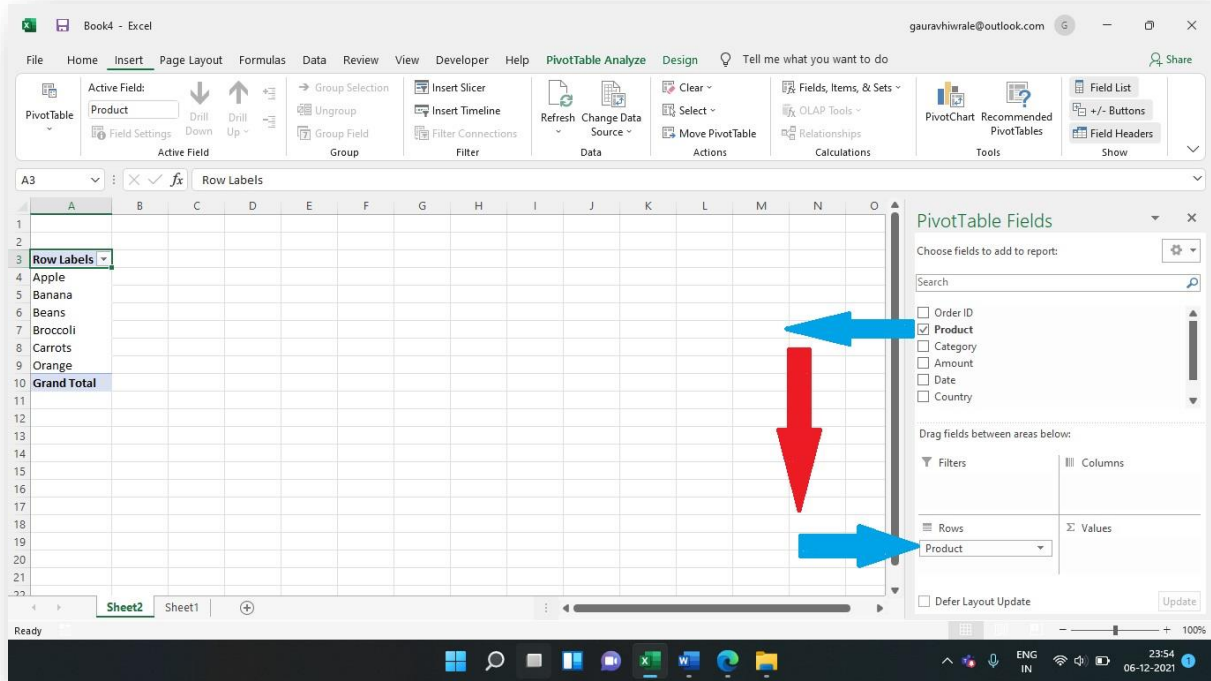 Book4 - Excel
gauravhiwrale@outlook.com G
File Home Insert Page Layout Formulas Data Review View Developer Help PivotTable Analyze Design Tell me what you want to do Share
PivotTable
Active Field:
Product
Field Settings
Drill Down
Drill Up
Active Field
Group Selection
Ungroup
Group Field
Group
Insert Slicer
Insert Timeline
Filter Connections
Filter
Refresh
Change Data Source
Data
Clear
Select
Move PivotTable
Actions
Fields, Items, & Sets
OLAP Tools
Relationships
Calculations
PivotChart
Recommended PivotTables
Tools
Field List
+/- Buttons
Field Headers
Show
A3 fx Row Labels
A B C D E F G H I J K L M N O
1
2
3 Row Labels
4 Apple
5 Banana
6 Beans
7 Broccoli
8 Carrots
9 Orange
10 Grand Total
11
12
13
14
15
16
17
18
19
20
21
22
PivotTable Fields
Choose fields to add to report:
Search
Order ID
Product
Category
Amount
Date
Country
Drag fields between areas below:
Filters
Columns
Rows
Σ Values
Product
Defer Layout Update
Update
Sheet2 Sheet1
Ready
100%
ENG
IN
23:54
06-12-2021
1